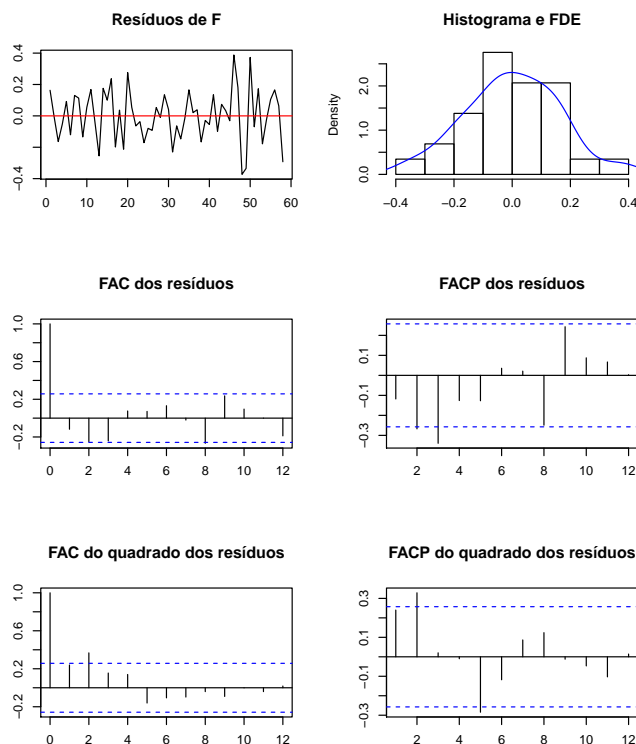 Resíduos de F
0.4
0.2
0.0
−0.4
0 10 20 30 40 50 60
Histograma e FDE
Density
2.0
1.0
0.0
−0.4 −0.2 0.0 0.2 0.4
FAC dos resíduos
1.0
0.6
0.2
−0.2
0 2 4 6 8 10 12
FACP dos resíduos
0.1
−0.1
−0.3
2 4 6 8 10 12
FAC do quadrado dos resíduos
1.0
0.6
0.2
−0.2
0 2 4 6 8 10 12
FACP do quadrado dos resíduos
0.3
0.1
−0.1
−0.3
2 4 6 8 10 12